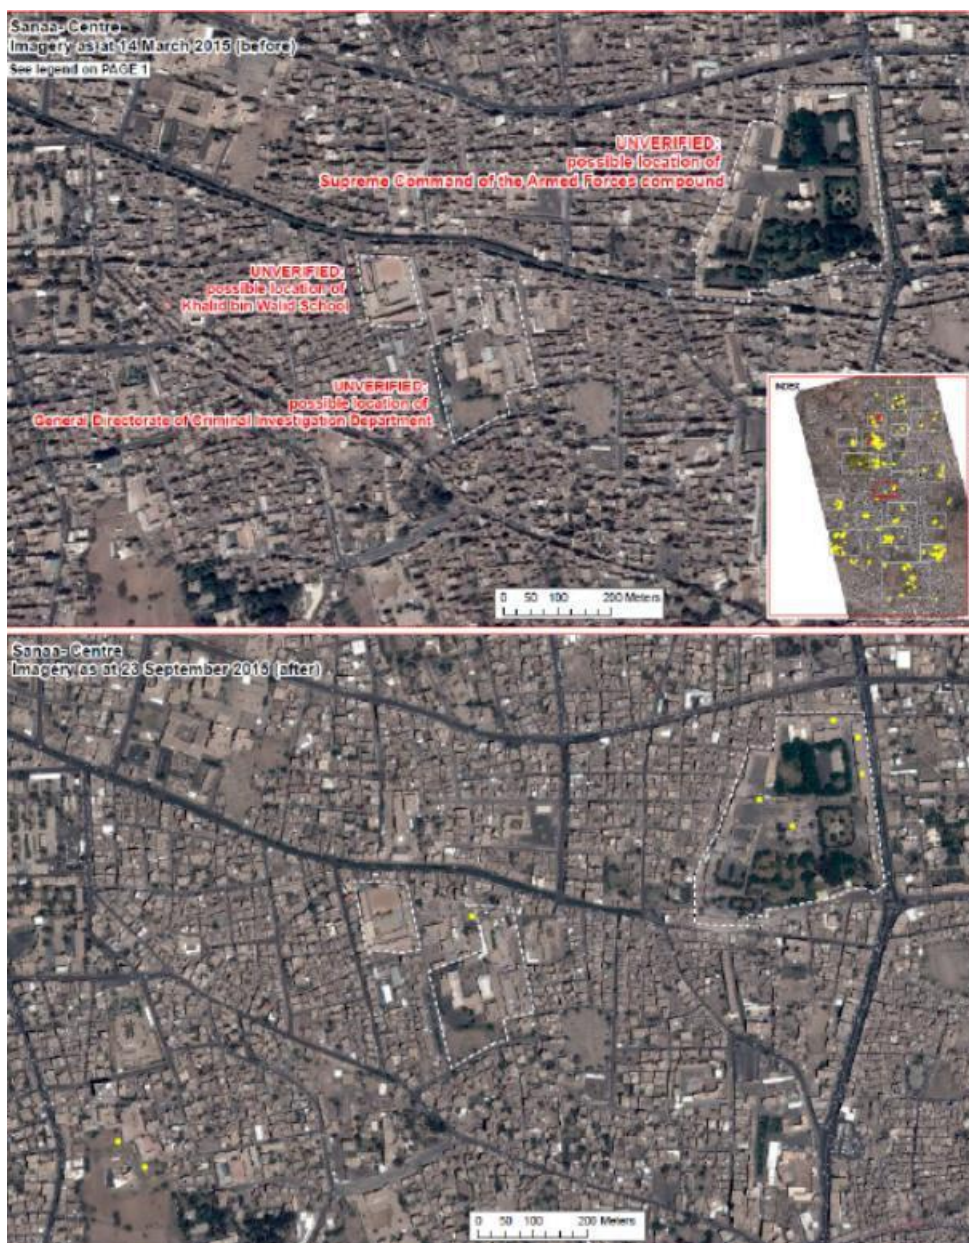 Sanaa- Centre
Imagery as at 14 March 2015 (before)
See legend on PAGE 1
UNVERIFIED:
possible location of
Supreme Command of the Armed Forces compound
UNVERIFIED:
possible location of
Khalid bin Walid School
UNVERIFIED:
possible location of
General Directorate of Criminal Investigation Department
INDEX
0 50 100 200 Meters
Sanaa- Centre
Imagery as at 23 September 2015 (after)
0 50 100 200 Meters